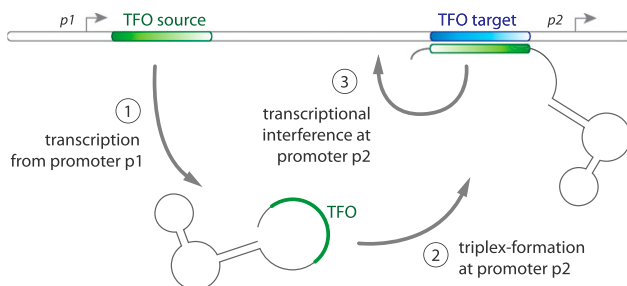 p1
TFO source
TFO target
p2
1
transcription
from promoter p1
3
transcriptional
interference at
promoter p2
TFO
2
triplex-formation
at promoter p2